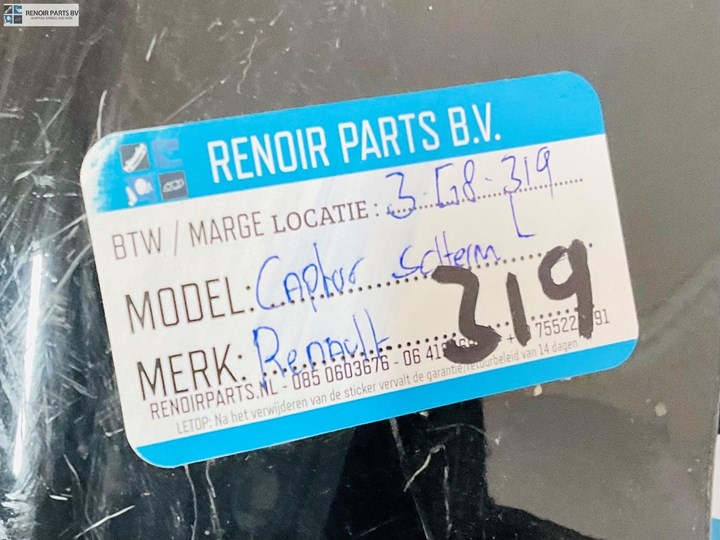 RENOIR PARTS BV
RENOIR PARTS B.V.
BTW / MARGE LOCATIE: 3-G8-319
MODEL: Captur scherm L
MERK: Renault 319
RENOIRPARTS.NL - 085 0603676 - 06
LETOP: Na het verwijderen van de sticker vervalt de garantie/retourbeleid van 14 dagen